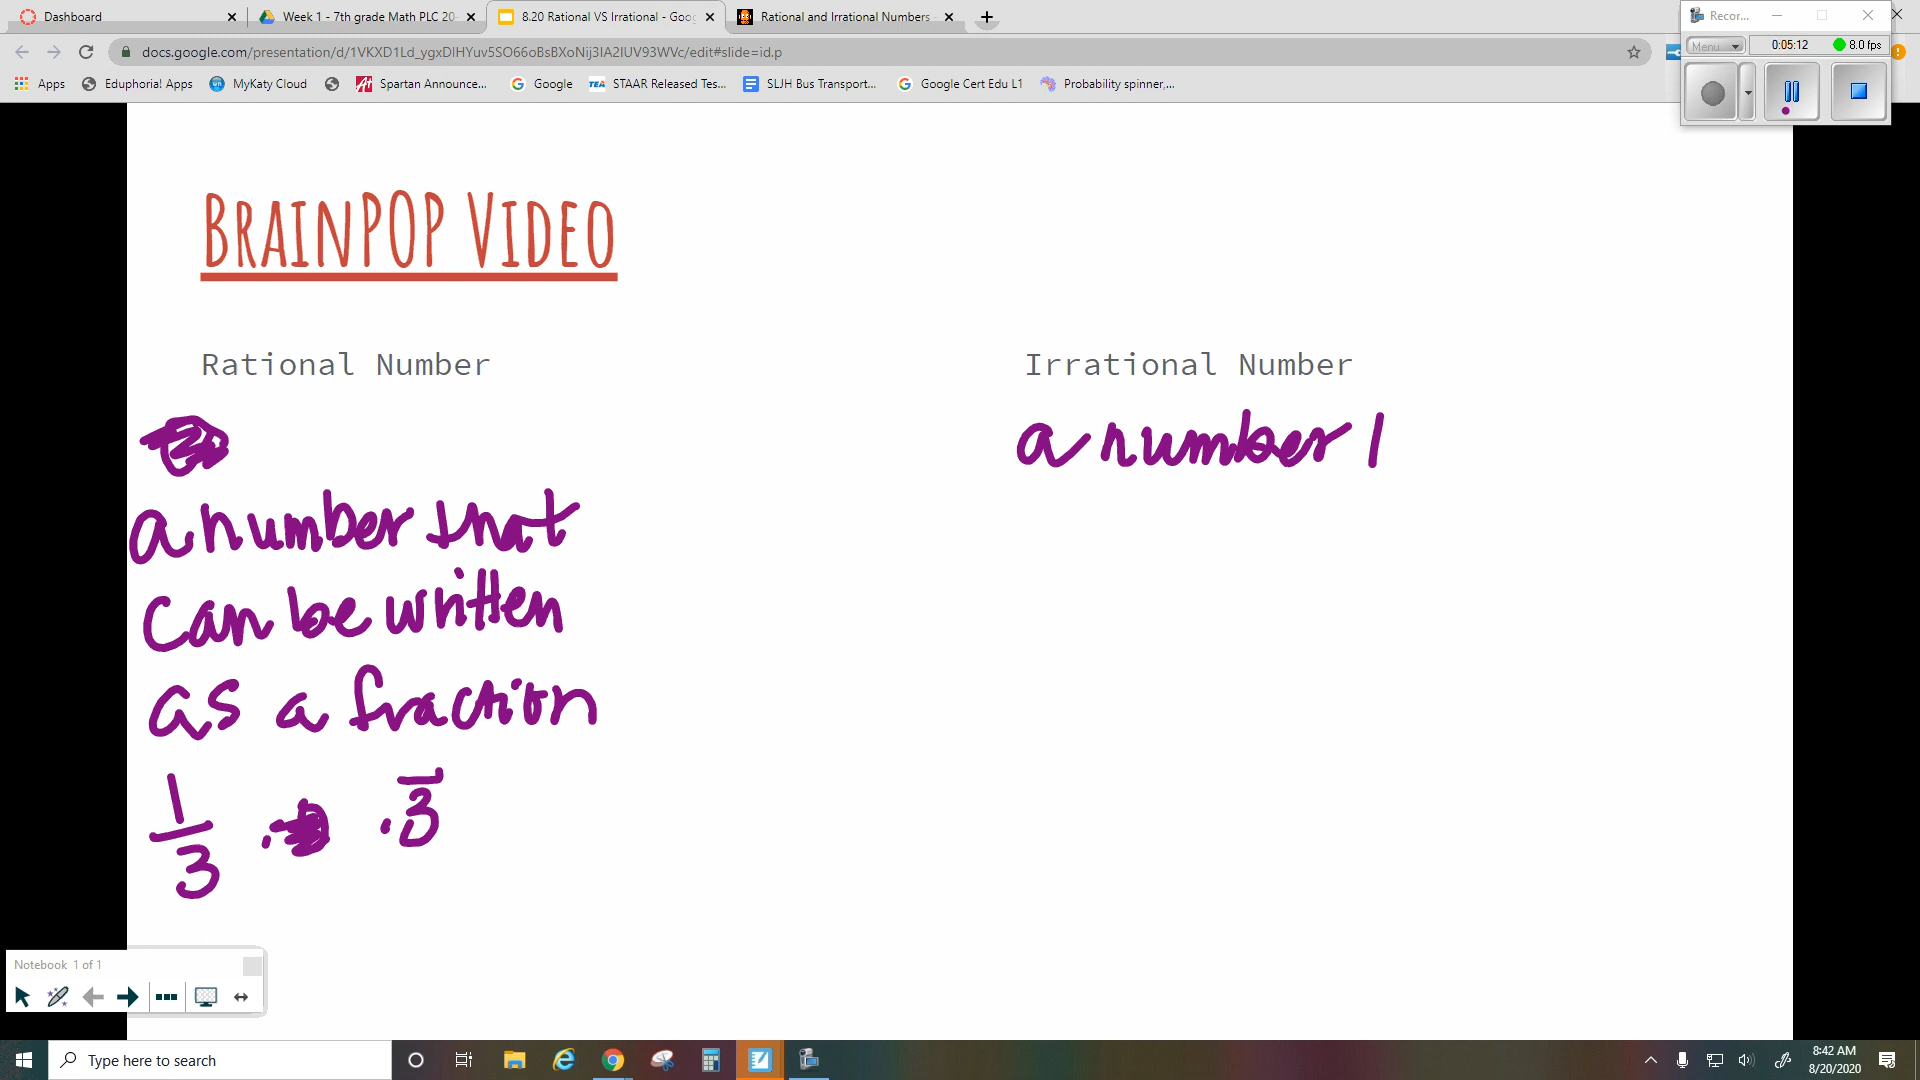 Dashboard
Week 1 - 7th grade Math PLC 20-
8.20 Rational VS Irrational - Goo
Rational and Irrational Numbers
Recor...
Menu
0:05:12
8.0 fps
docs.google.com/presentation/d/1VKXD1Ld_ygxDlHYuv5SO66oBsBXoNij3lA2IUV93WVc/edit#slide=id.p
Apps
Eduphoria! Apps
MyKaty Cloud
Spartan Announce...
Google
TEA STAAR Released Tes...
SLJH Bus Transport...
Google Cert Edu L1
Probability spinner,...
BrainPOP Video
Rational Number
Irrational Number
a number that
can be written
as a fraction
1/3 .3̅
a number
Notebook 1 of 1
Type here to search
8:42 AM
8/20/2020